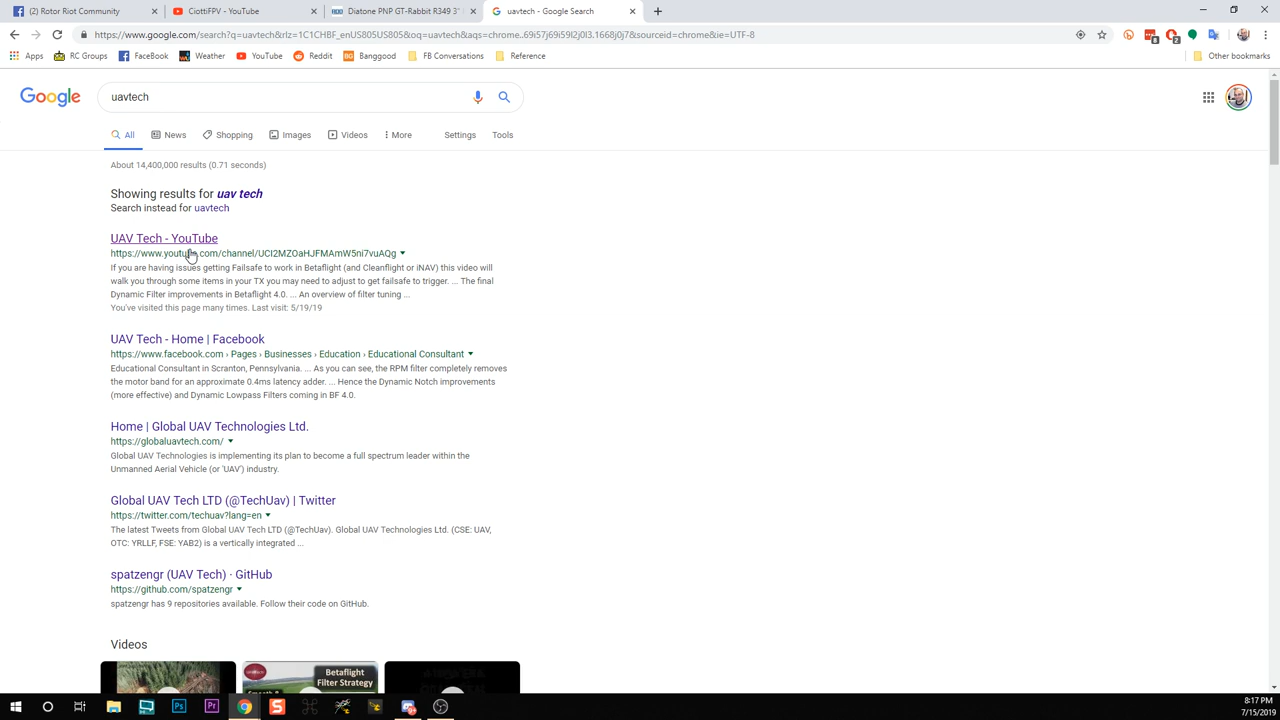 (2) Rotor Riot Community
CiottiFPV - YouTube
Diatone PNP GT-Rabbit R349 3"
uavtech - Google Search
https://www.google.com/search?q=uavtech&rlz=1C1CHBF_enUS805US805&oq=uavtech&aqs=chrome..69i57j69i59l2j0l3.1668j0j7&sourceid=chrome&ie=UTF-8
Apps RC Groups FaceBook Weather YouTube Reddit Banggood FB Conversations Reference Other bookmarks
Google
uavtech
All News Shopping Images Videos More Settings Tools
About 14,400,000 results (0.71 seconds)
Showing results for uav tech
Search instead for uavtech
UAV Tech - YouTube
https://www.youtube.com/channel/UCI2MZOaHJFMAmW5ni7vuAQg
If you are having issues getting Failsafe to work in Betaflight (and Cleanflight or iNAV) this video will
walk you through some items in your TX you may need to adjust to get failsafe to trigger. ... The final
Dynamic Filter improvements in Betaflight 4.0. ... An overview of filter tuning ...
You've visited this page many times. Last visit: 5/19/19
UAV Tech - Home | Facebook
https://www.facebook.com › Pages › Businesses › Education › Educational Consultant
Educational Consultant in Scranton, Pennsylvania. ... As you can see, the RPM filter completely removes
the motor band for an approximate 0.4ms latency adder. ... Hence the Dynamic Notch improvements
(more effective) and Dynamic Lowpass Filters coming in BF 4.0.
Home | Global UAV Technologies Ltd.
https://globaluavtech.com/
Global UAV Technologies is implementing its plan to become a full spectrum leader within the
Unmanned Aerial Vehicle (or 'UAV') industry.
Global UAV Tech LTD (@TechUav) | Twitter
https://twitter.com/techuav?lang=en
The latest Tweets from Global UAV Tech LTD (@TechUav). Global UAV Technologies Ltd. (CSE: UAV,
OTC: YRLLF, FSE: YAB2) is a vertically integrated ...
spatzengr (UAV Tech) · GitHub
https://github.com/spatzengr
spatzengr has 9 repositories available. Follow their code on GitHub.
Videos
Betaflight
Filter Strategy
8:17 PM
7/15/2019